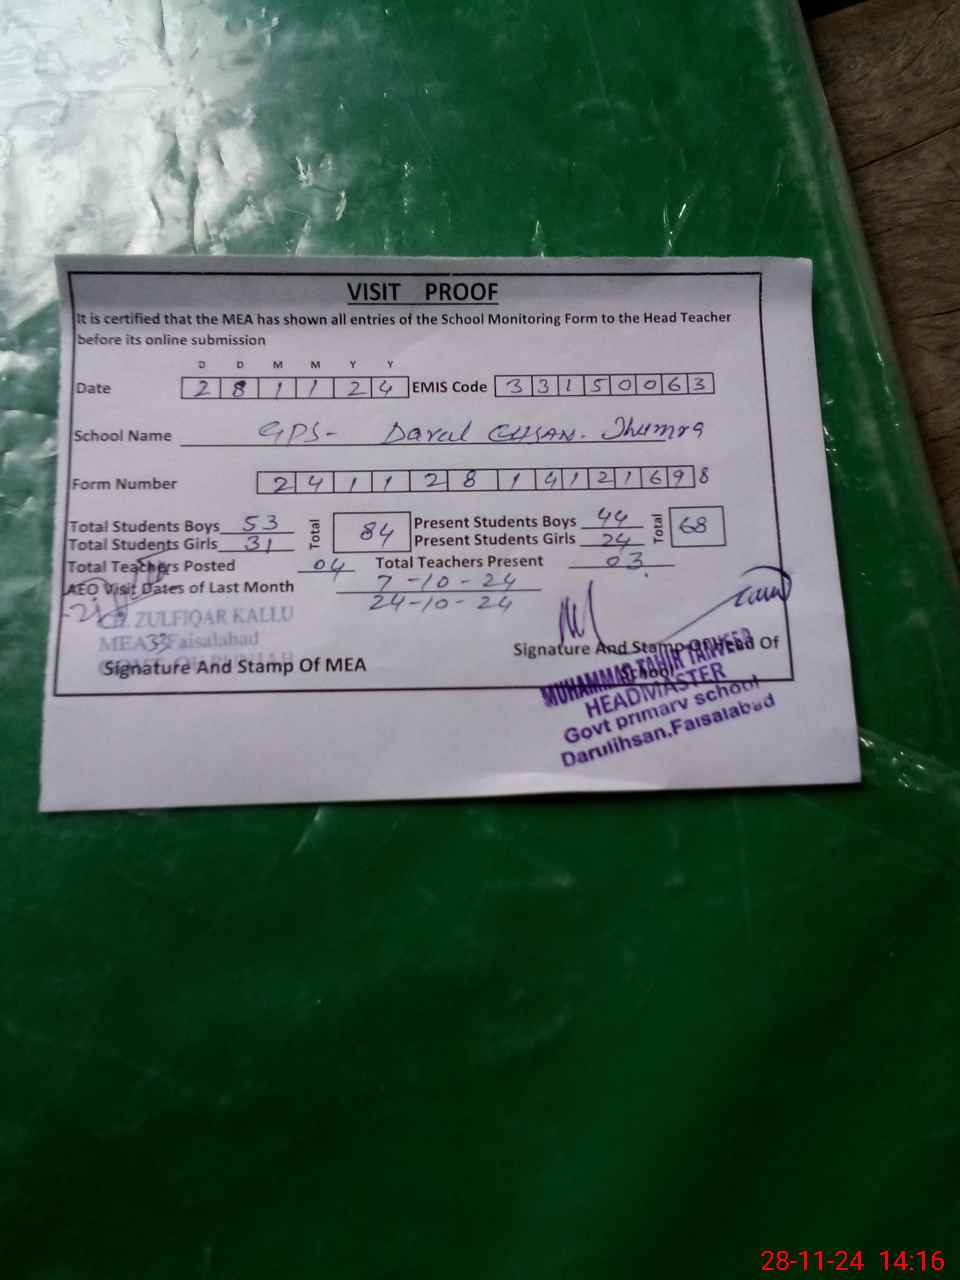 VISIT PROOF
It is certified that the MEA has shown all entries of the School Monitoring Form to the Head Teacher
before its online submission
D D M M Y Y
Date 2 8 1 1 2 4 EMIS Code 3 3 1 5 0 0 6 3
School Name GPS- Darul EHSAN. Jhumra
Form Number 2 4 1 1 2 8 1 4 1 2 1 6 9 8
Total Students Boys 53 Total 84 Present Students Boys 44 Total 68
Total Students Girls 31 Present Students Girls 24
Total Teachers Posted 04 Total Teachers Present 03
AEO Visit Dates of Last Month 7-10-24
24-10-24
ZULFIQAR KALLU
MEA 33 Faisalabad
Signature And Stamp Of MEA
Signature And Stamp Of Head Of
School
MUHAMMAD TAHIR
HEADMASTER
Govt primary school
Darulihsan,Faisalabad
28-11-24 14:16